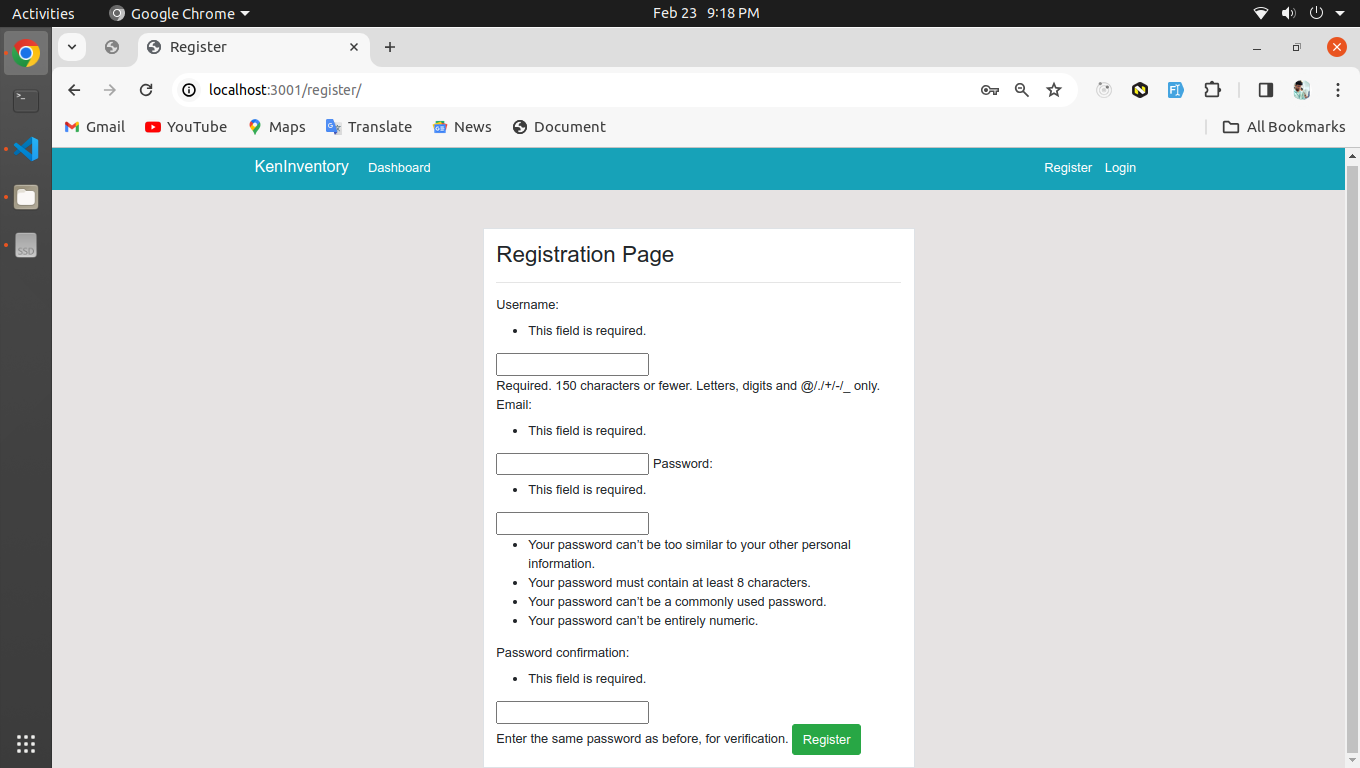 Activities
Google Chrome
Feb 23 9:18 PM
Register
localhost:3001/register/
Gmail
YouTube
Maps
Translate
News
Document
All Bookmarks
KenInventory
Dashboard
Register
Login
Registration Page
Username:
This field is required.
Required. 150 characters or fewer. Letters, digits and @/./+/-/_ only.
Email:
This field is required.
Password:
This field is required.
Your password can't be too similar to your other personal
information.
Your password must contain at least 8 characters.
Your password can't be a commonly used password.
Your password can't be entirely numeric.
Password confirmation:
This field is required.
Enter the same password as before, for verification. Register
SSD